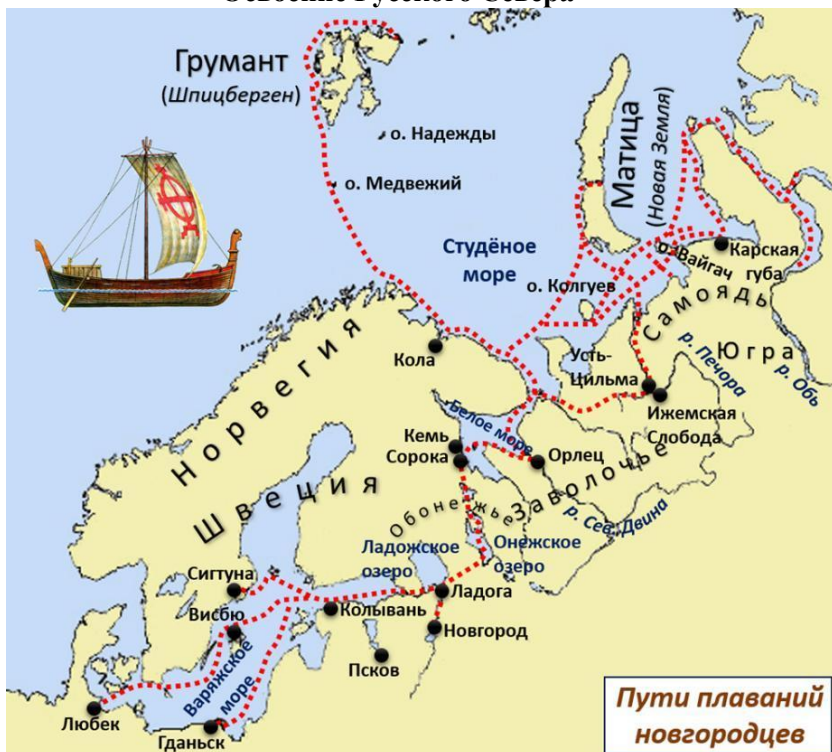 Освоение Русского Севера
Грумант
(Шпицберген)
о. Надежды
о. Медвежий
Матица
(Новая Земля)
Студёное
море
о. Вайгач
Карская
губа
о. Колгуев
Самоядь
Югра
р. Печора
р. Обь
Норвегия
Кола
Усть-
Цильма
Ижемская
Слобода
Белое море
Кемь
Сорока
Орлец
Заволочье
Швеция
Обонежье
р. Сев. Двина
Ладожское
озеро
Онежское
озеро
Сигтуна
Ладога
Висбю
Колывань
Новгород
Псков
Варяжское
море
Любек
Гданьск
Пути плаваний
новгородцев